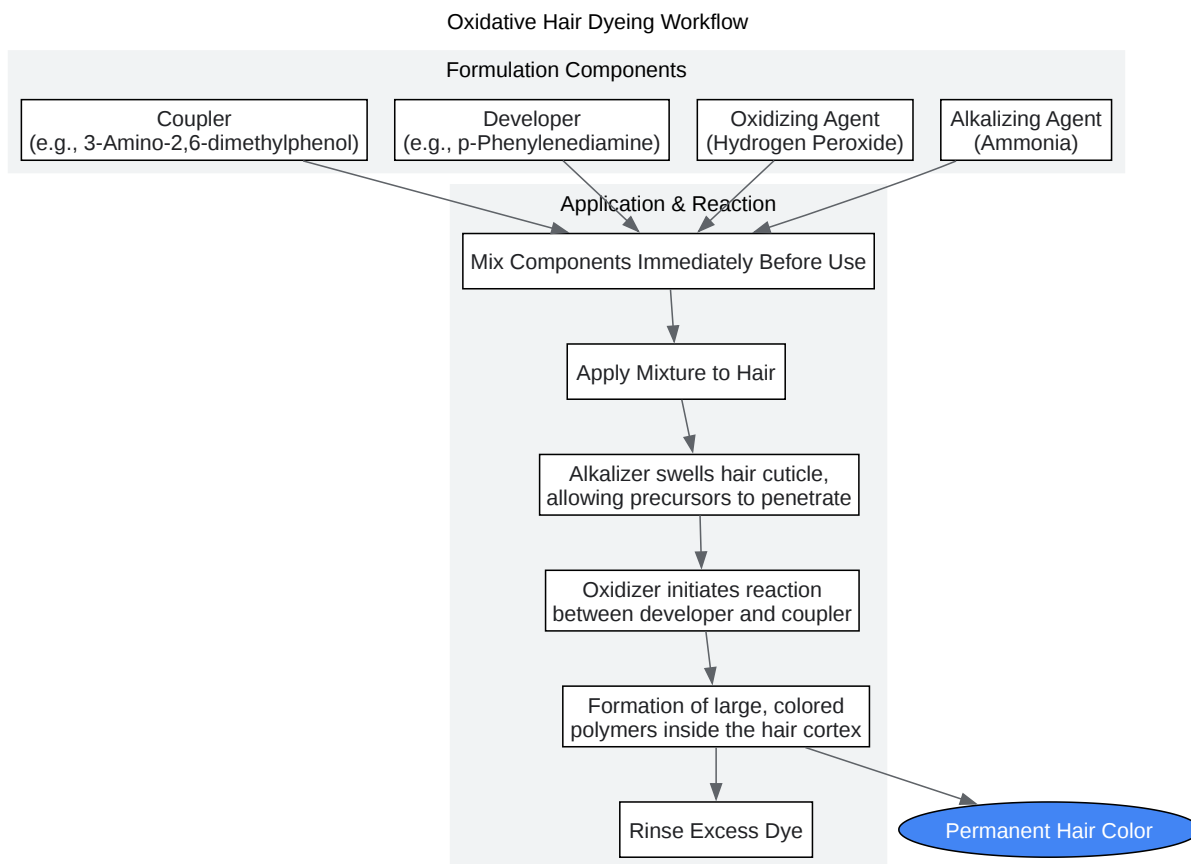 Oxidative Hair Dyeing Workflow
Formulation Components
Coupler
(e.g., 3-Amino-2,6-dimethylphenol)
Developer
(e.g., p-Phenylenediamine)
Oxidizing Agent
(Hydrogen Peroxide)
Alkalizing Agent
(Ammonia)
Application & Reaction
Mix Components Immediately Before Use
Apply Mixture to Hair
Alkalizer swells hair cuticle,
allowing precursors to penetrate
Oxidizer initiates reaction
between developer and coupler
Formation of large, colored
polymers inside the hair cortex
Rinse Excess Dye
Permanent Hair Color